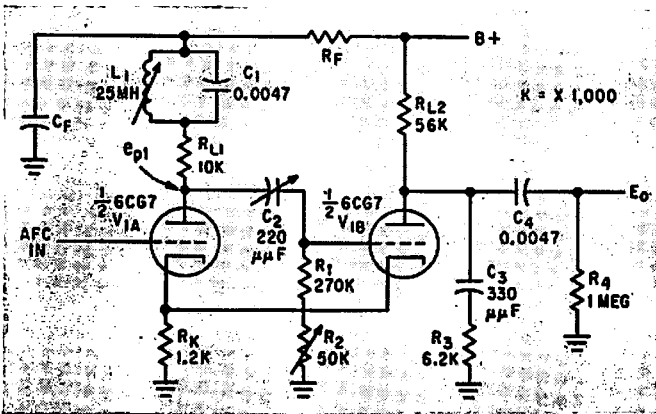 B+
R_F
L_1
25MH
C_1
0.0047
C_F
R_L1
10K
e_p1
R_L2
56K
K = X 1,000
1/2 6CG7
V_1A
AFC
IN
C_2
220
μμF
1/2 6CG7
V_1B
E_o
C_4
0.0047
R_1
270K
C_3
330
μμF
R_4
1 MEG
R_K
1.2K
R_2
50K
R_3
6.2K